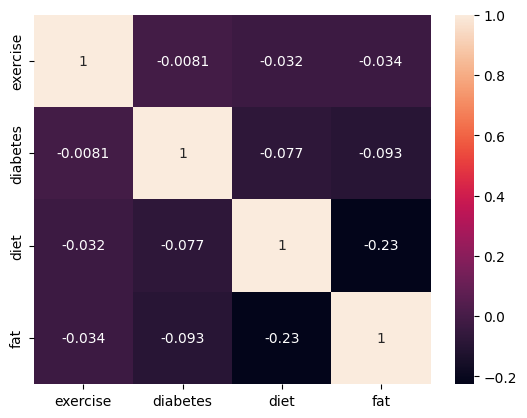 exercise 1 -0.0081 -0.032 -0.034
diabetes -0.0081 1 -0.077 -0.093
diet -0.032 -0.077 1 -0.23
fat -0.034 -0.093 -0.23 1
exercise diabetes diet fat
1.0
0.8
0.6
0.4
0.2
0.0
−0.2